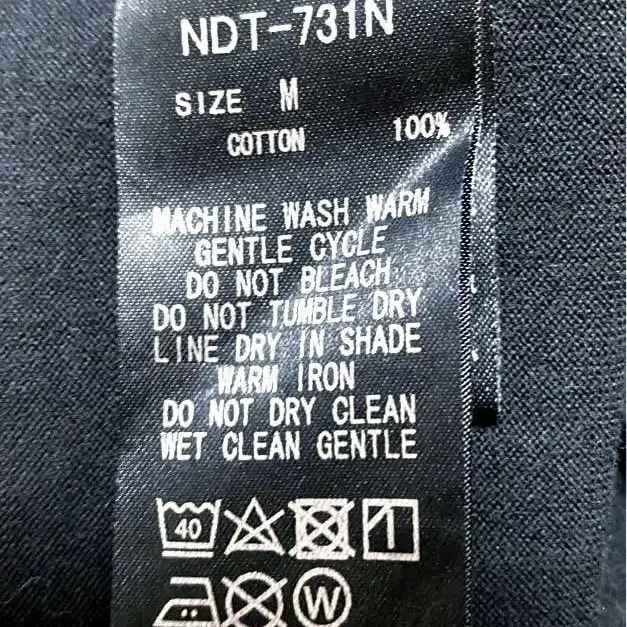 NDT-731N
SIZE M
COTTON 100%
MACHINE WASH WARM
GENTLE CYCLE
DO NOT BLEACH
DO NOT TUMBLE DRY
LINE DRY IN SHADE
WARM IRON
DO NOT DRY CLEAN
WET CLEAN GENTLE
40
W